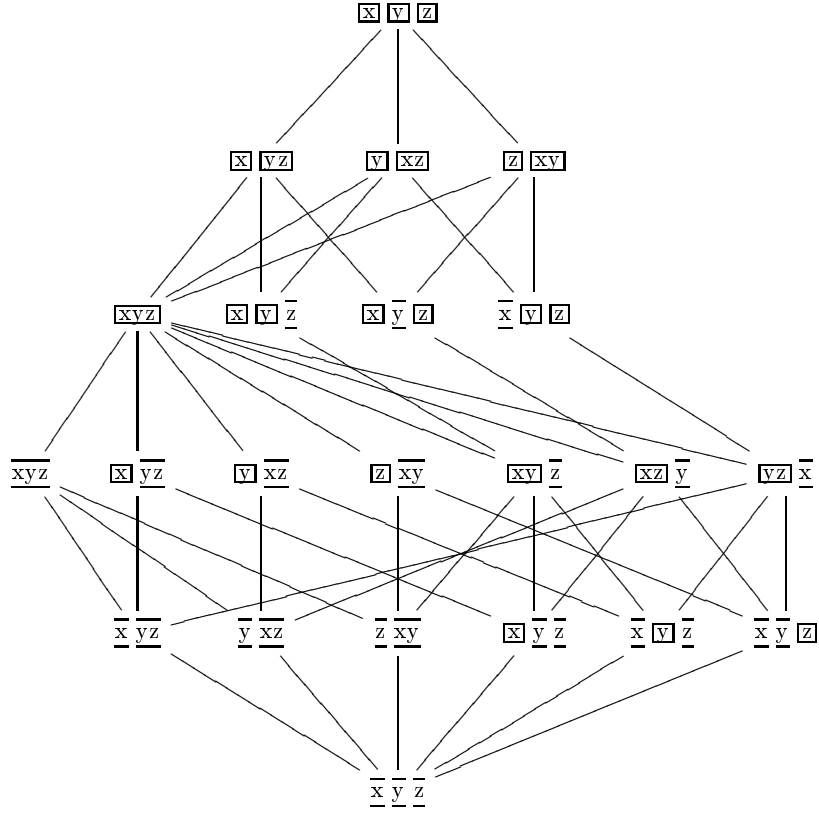 x y z
x yz y xz z xy
xyz x y z x y z x y z
xyz x yz y xz z xy xy z xz y yz x
x yz y xz z xy x y z x y z x y z
x y z